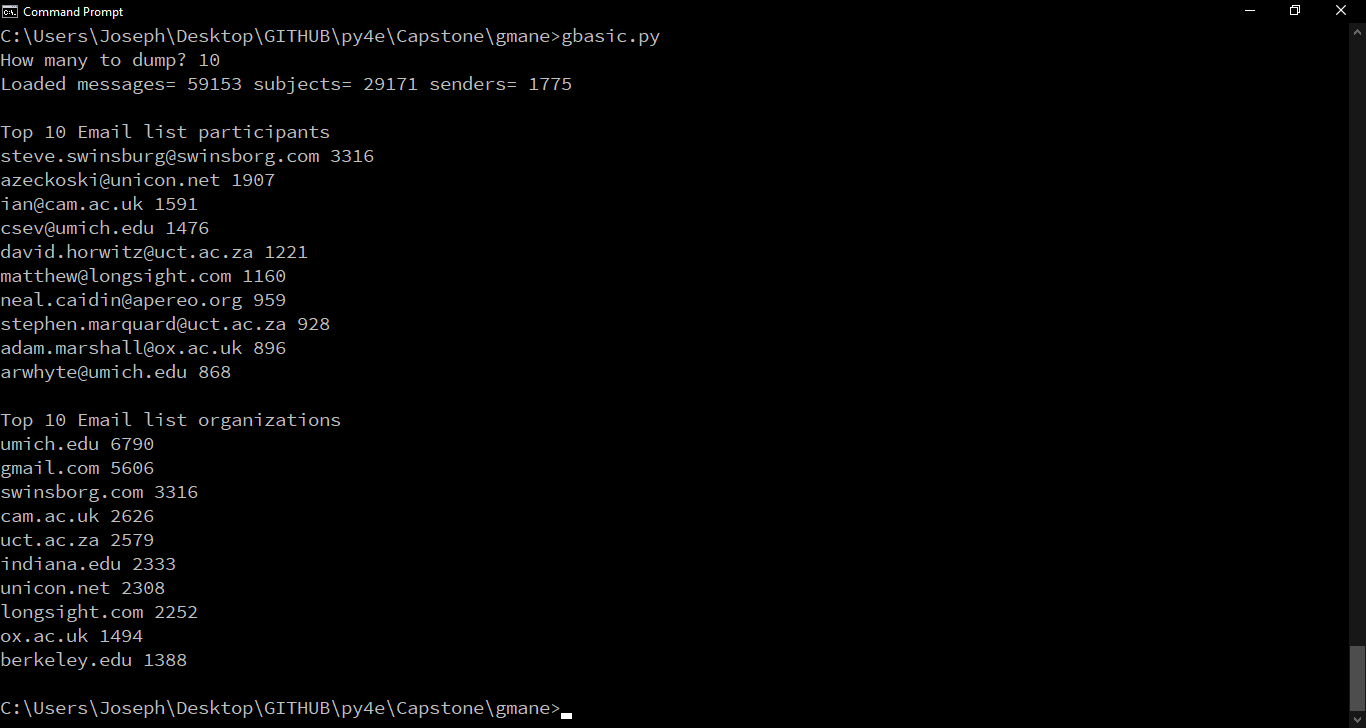 Command Prompt
C:\Users\Joseph\Desktop\GITHUB\py4e\Capstone\gmane>gbasic.py
How many to dump? 10
Loaded messages= 59153 subjects= 29171 senders= 1775
Top 10 Email list participants
steve.swinsburg@swinsborg.com 3316
azeckoski@unicon.net 1907
ian@cam.ac.uk 1591
csev@umich.edu 1476
david.horwitz@uct.ac.za 1221
matthew@longsight.com 1160
neal.caidin@apereo.org 959
stephen.marquard@uct.ac.za 928
adam.marshall@ox.ac.uk 896
arwhyte@umich.edu 868
Top 10 Email list organizations
umich.edu 6790
gmail.com 5606
swinsborg.com 3316
cam.ac.uk 2626
uct.ac.za 2579
indiana.edu 2333
unicon.net 2308
longsight.com 2252
ox.ac.uk 1494
berkeley.edu 1388
C:\Users\Joseph\Desktop\GITHUB\py4e\Capstone\gmane>